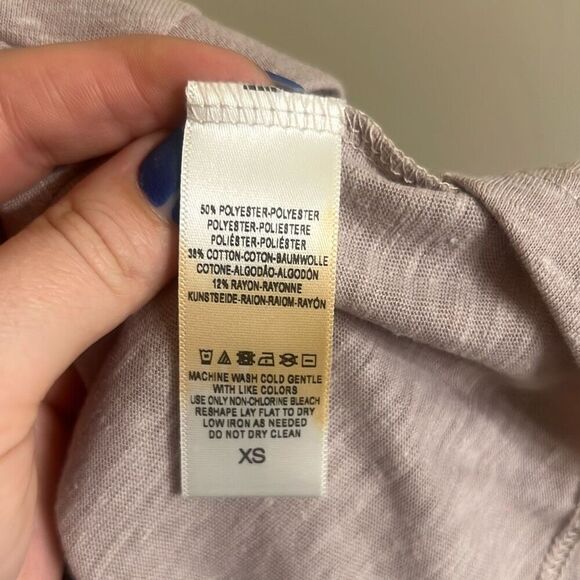 50% POLYESTER-POLYESTER
POLYESTER-POLIESTERE
POLIÉSTER-POLIÉSTER
38% COTTON-COTON-BAUMWOLLE
COTONE-ALGODÃO-ALGODÓN
12% RAYON-RAYONNE
KUNSTSEIDE-RAION-RAIOM-RAYÓN
MACHINE WASH COLD GENTLE
WITH LIKE COLORS
USE ONLY NON-CHLORINE BLEACH
RESHAPE LAY FLAT TO DRY
LOW IRON AS NEEDED
DO NOT DRY CLEAN
XS